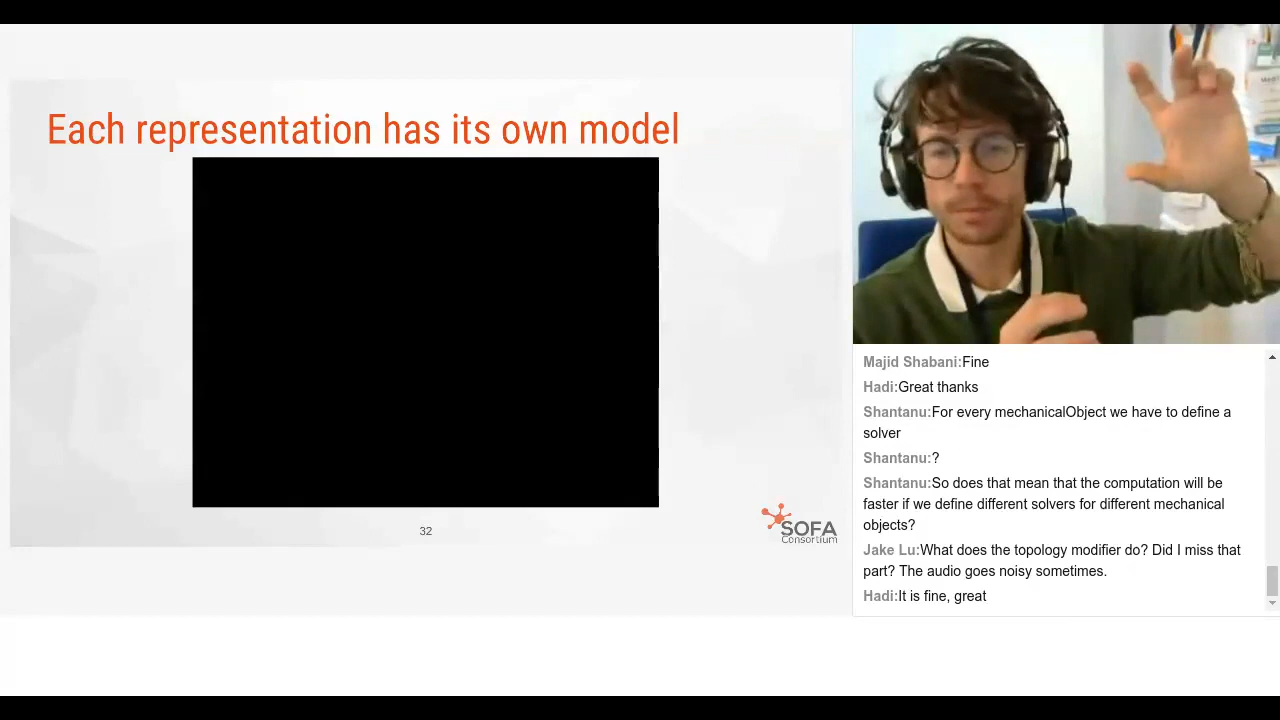 Each representation has its own model
32
SOFA
Consortium
Majid Shabani:Fine
Hadi:Great thanks
Shantanu:For every mechanicalObject we have to define a
solver
Shantanu:?
Shantanu:So does that mean that the computation will be
faster if we define different solvers for different mechanical
objects?
Jake Lu:What does the topology modifier do? Did I miss that
part? The audio goes noisy sometimes.
Hadi:It is fine, great